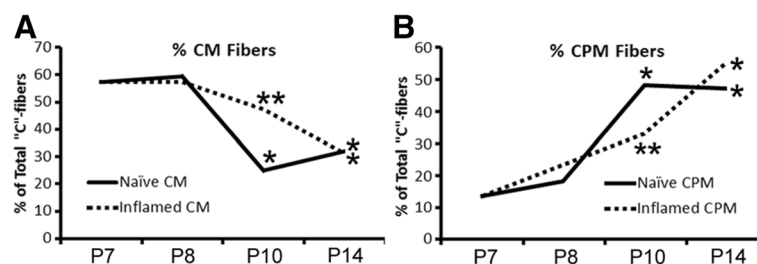 A
% CM Fibers
% of Total "C"-fibers
70
60
50
40
30
20
10
0
**
*
*
*
Naïve CM
Inflamed CM
P7 P8 P10 P14
B
% CPM Fibers
% of Total "C"-fibers
60
50
40
30
20
10
0
*
*
*
**
Naïve CPM
Inflamed CPM
P7 P8 P10 P14